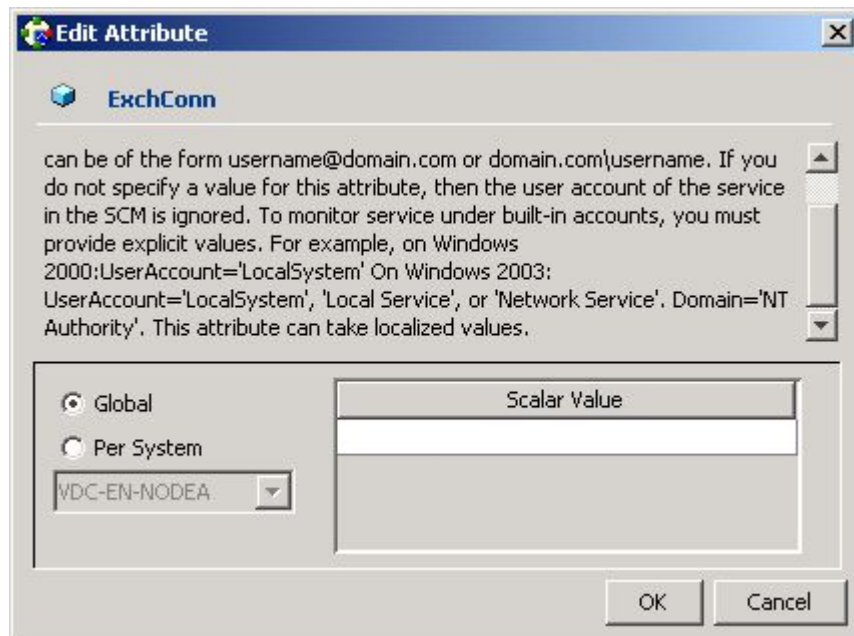 Edit Attribute
ExchConn
can be of the form username@domain.com or domain.com\username. If you
do not specify a value for this attribute, then the user account of the service
in the SCM is ignored. To monitor service under built-in accounts, you must
provide explicit values. For example, on Windows
2000:UserAccount='LocalSystem' On Windows 2003:
UserAccount='LocalSystem', 'Local Service', or 'Network Service'. Domain='NT
Authority'. This attribute can take localized values.
Global
Per System
VDC-EN-NODEA
Scalar Value
OK
Cancel